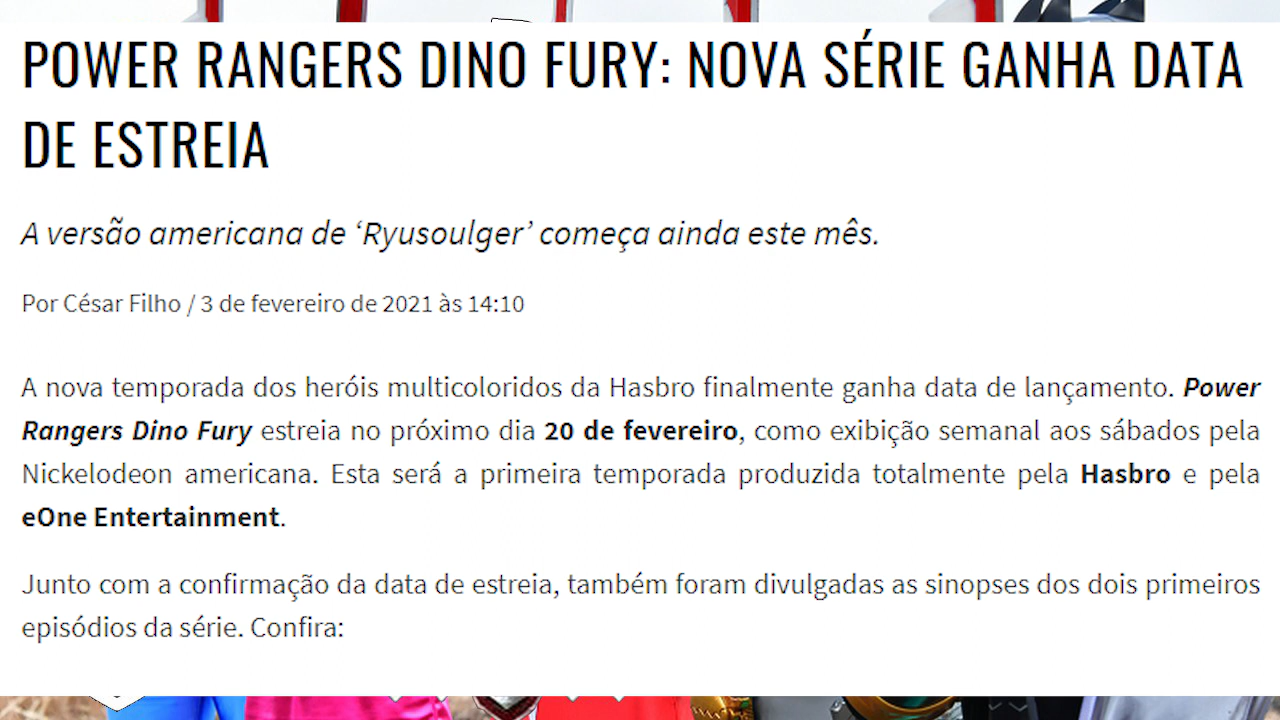 POWER RANGERS DINO FURY: NOVA SÉRIE GANHA DATA
DE ESTREIA
A versão americana de ‘Ryusoulger’ começa ainda este mês.
Por César Filho / 3 de fevereiro de 2021 às 14:10
A nova temporada dos heróis multicoloridos da Hasbro finalmente ganha data de lançamento. Power
Rangers Dino Fury estreia no próximo dia 20 de fevereiro, como exibição semanal aos sábados pela
Nickelodeon americana. Esta será a primeira temporada produzida totalmente pela Hasbro e pela
eOne Entertainment.
Junto com a confirmação da data de estreia, também foram divulgadas as sinopses dos dois primeiros
episódios da série. Confira: